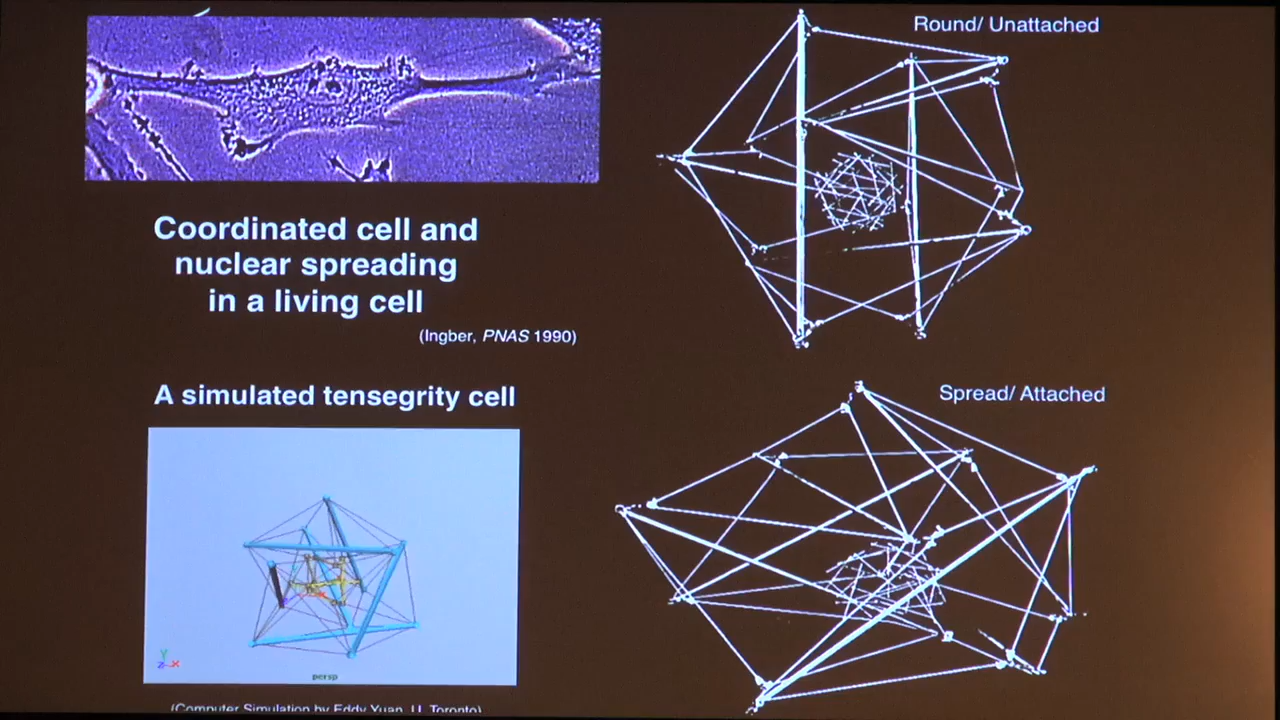 Round/ Unattached
Coordinated cell and
nuclear spreading
in a living cell
(Ingber, PNAS 1990)
A simulated tensegrity cell
Spread/ Attached
Y
Z X
persp
(Computer Simulation by Eddy Yuan, U. Toronto)